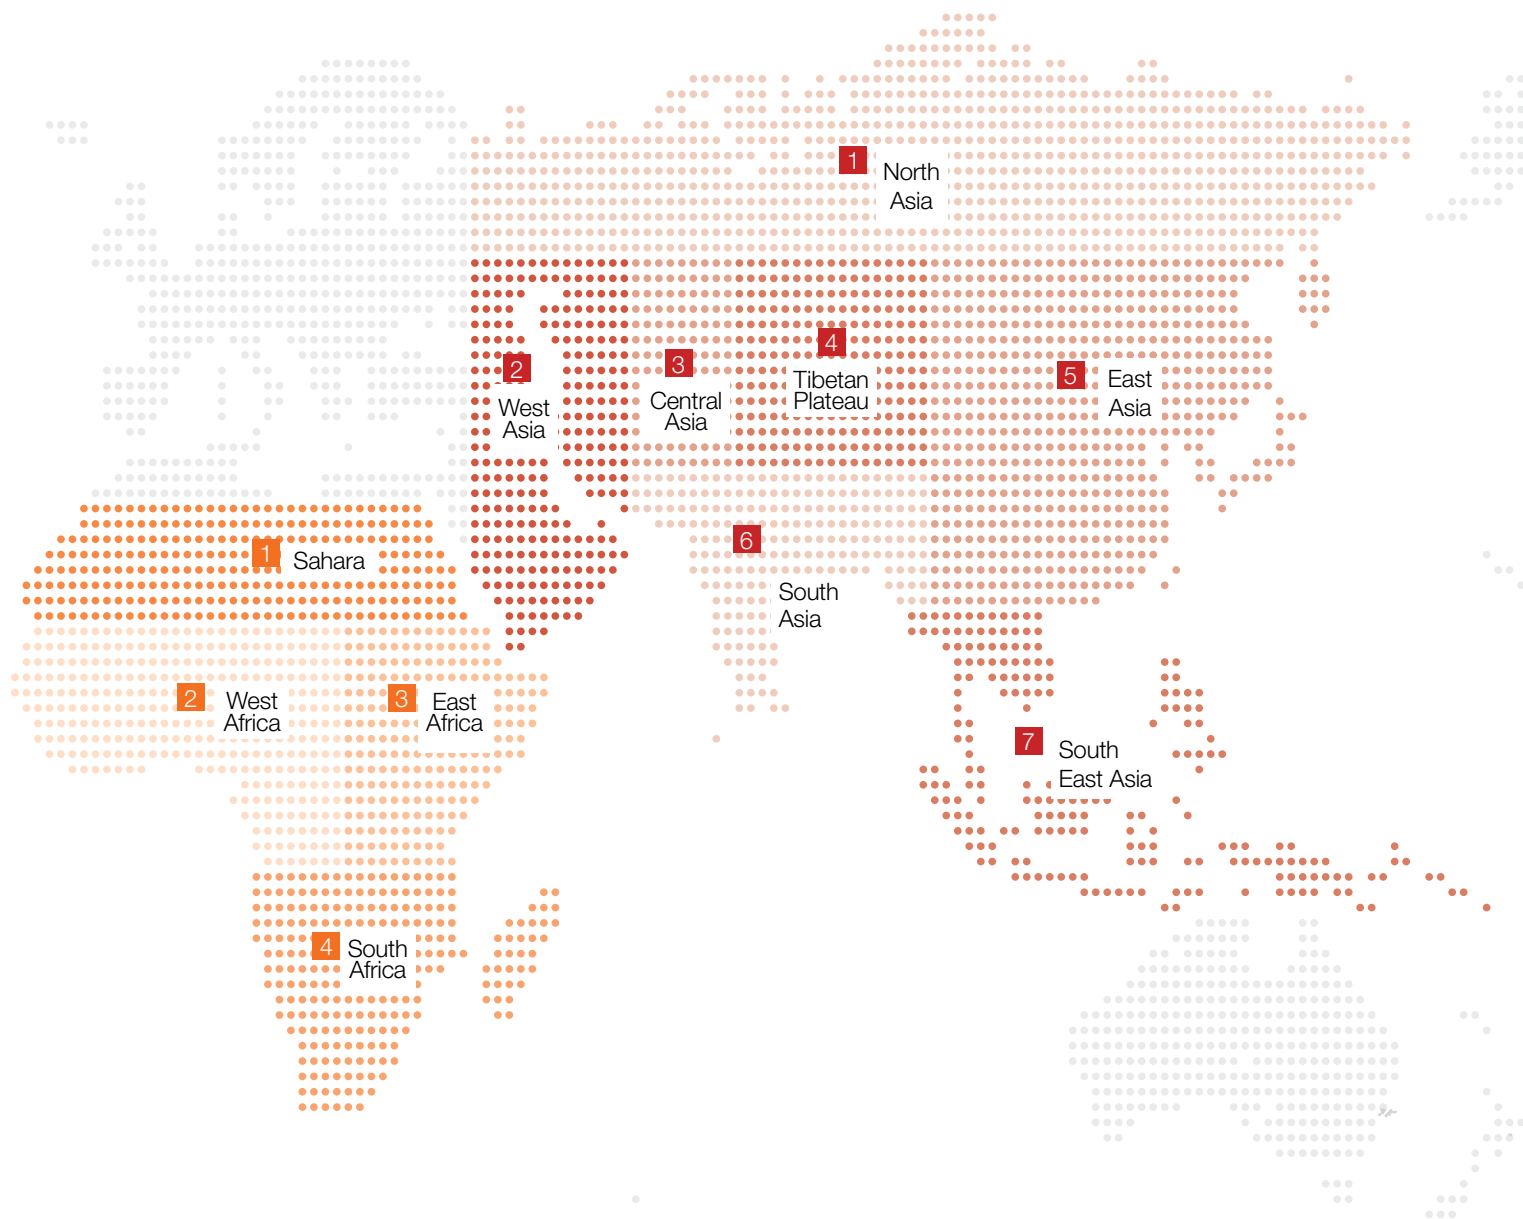 1
North
Asia
2
West
Asia
3
Central
Asia
4
Tibetan
Plateau
5
East
Asia
6
South
Asia
7
South
East Asia
1
Sahara
2
West
Africa
3
East
Africa
4
South
Africa